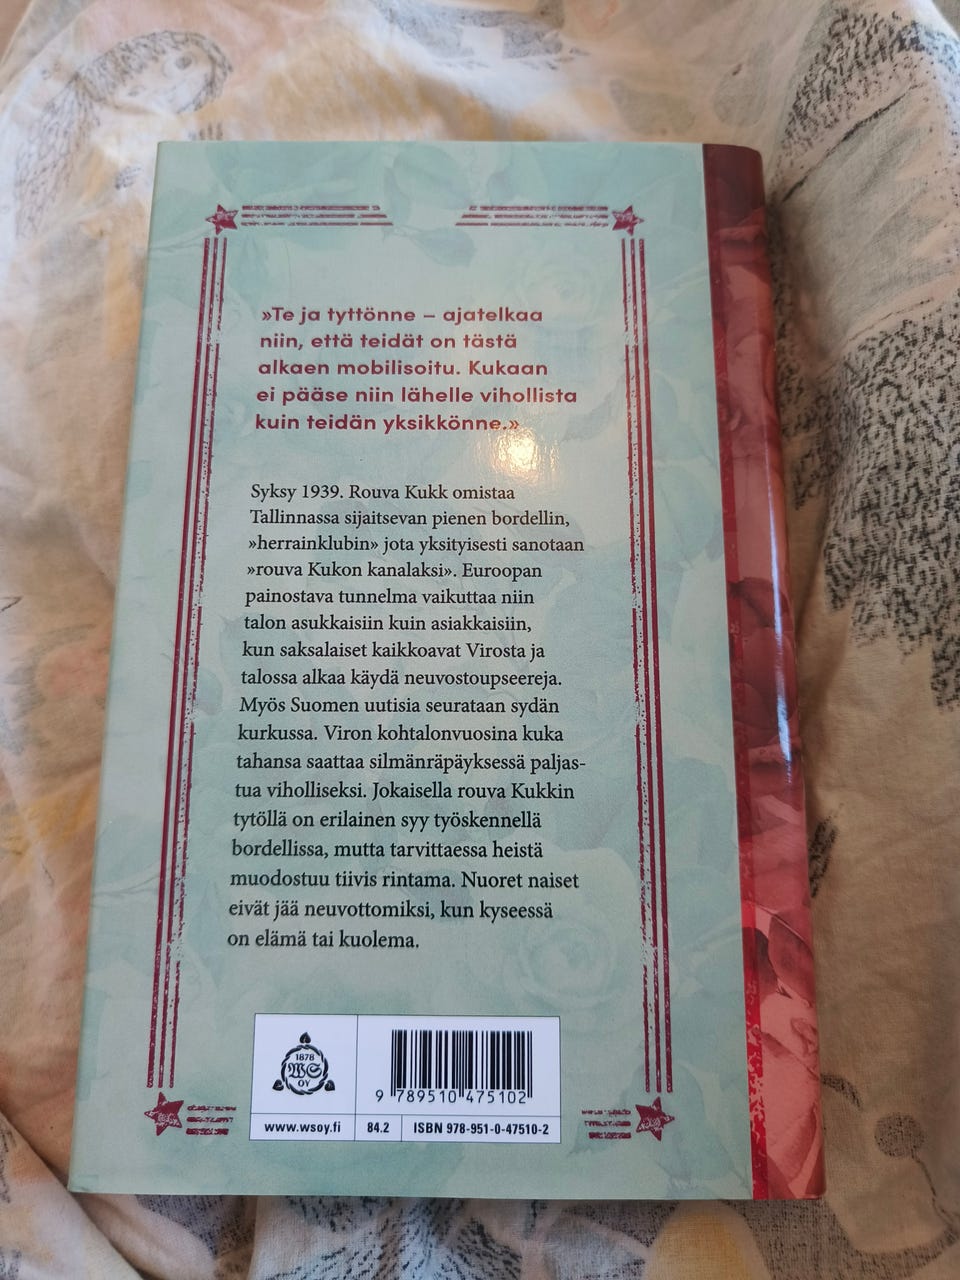 »Te ja tyttönne – ajatelkaa
niin, että teidät on tästä
alkaen mobilisoitu. Kukaan
ei pääse niin lähelle vihollista
kuin teidän yksikkönne.»
Syksy 1939. Rouva Kukk omistaa
Tallinnassa sijaitsevan pienen bordellin,
»herrainklubin» jota yksityisesti sanotaan
»rouva Kukon kanalaksi». Euroopan
painostava tunnelma vaikuttaa niin
talon asukkaisiin kuin asiakkaisiin,
kun saksalaiset kaikkoavat Virosta ja
talossa alkaa käydä neuvostoupseereja.
Myös Suomen uutisia seurataan sydän
kurkussa. Viron kohtalonvuosina kuka
tahansa saattaa silmänräpäyksessä paljas-
tua viholliseksi. Jokaisella rouva Kukkin
tytöllä on erilainen syy työskennellä
bordellissa, mutta tarvittaessa heistä
muodostuu tiivis rintama. Nuoret naiset
eivät jää neuvottomiksi, kun kyseessä
on elämä tai kuolema.
1878
WS
OY
9 789510 475102
www.wsoy.fi 84.2 ISBN 978-951-0-47510-2